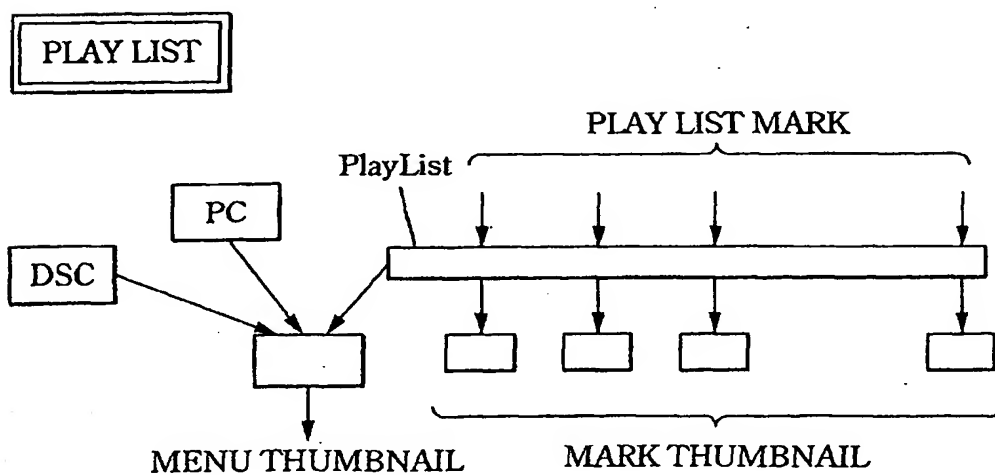 PLAY LIST
PLAY LIST MARK
PlayList
PC
DSC
MENU THUMBNAIL
MARK THUMBNAIL